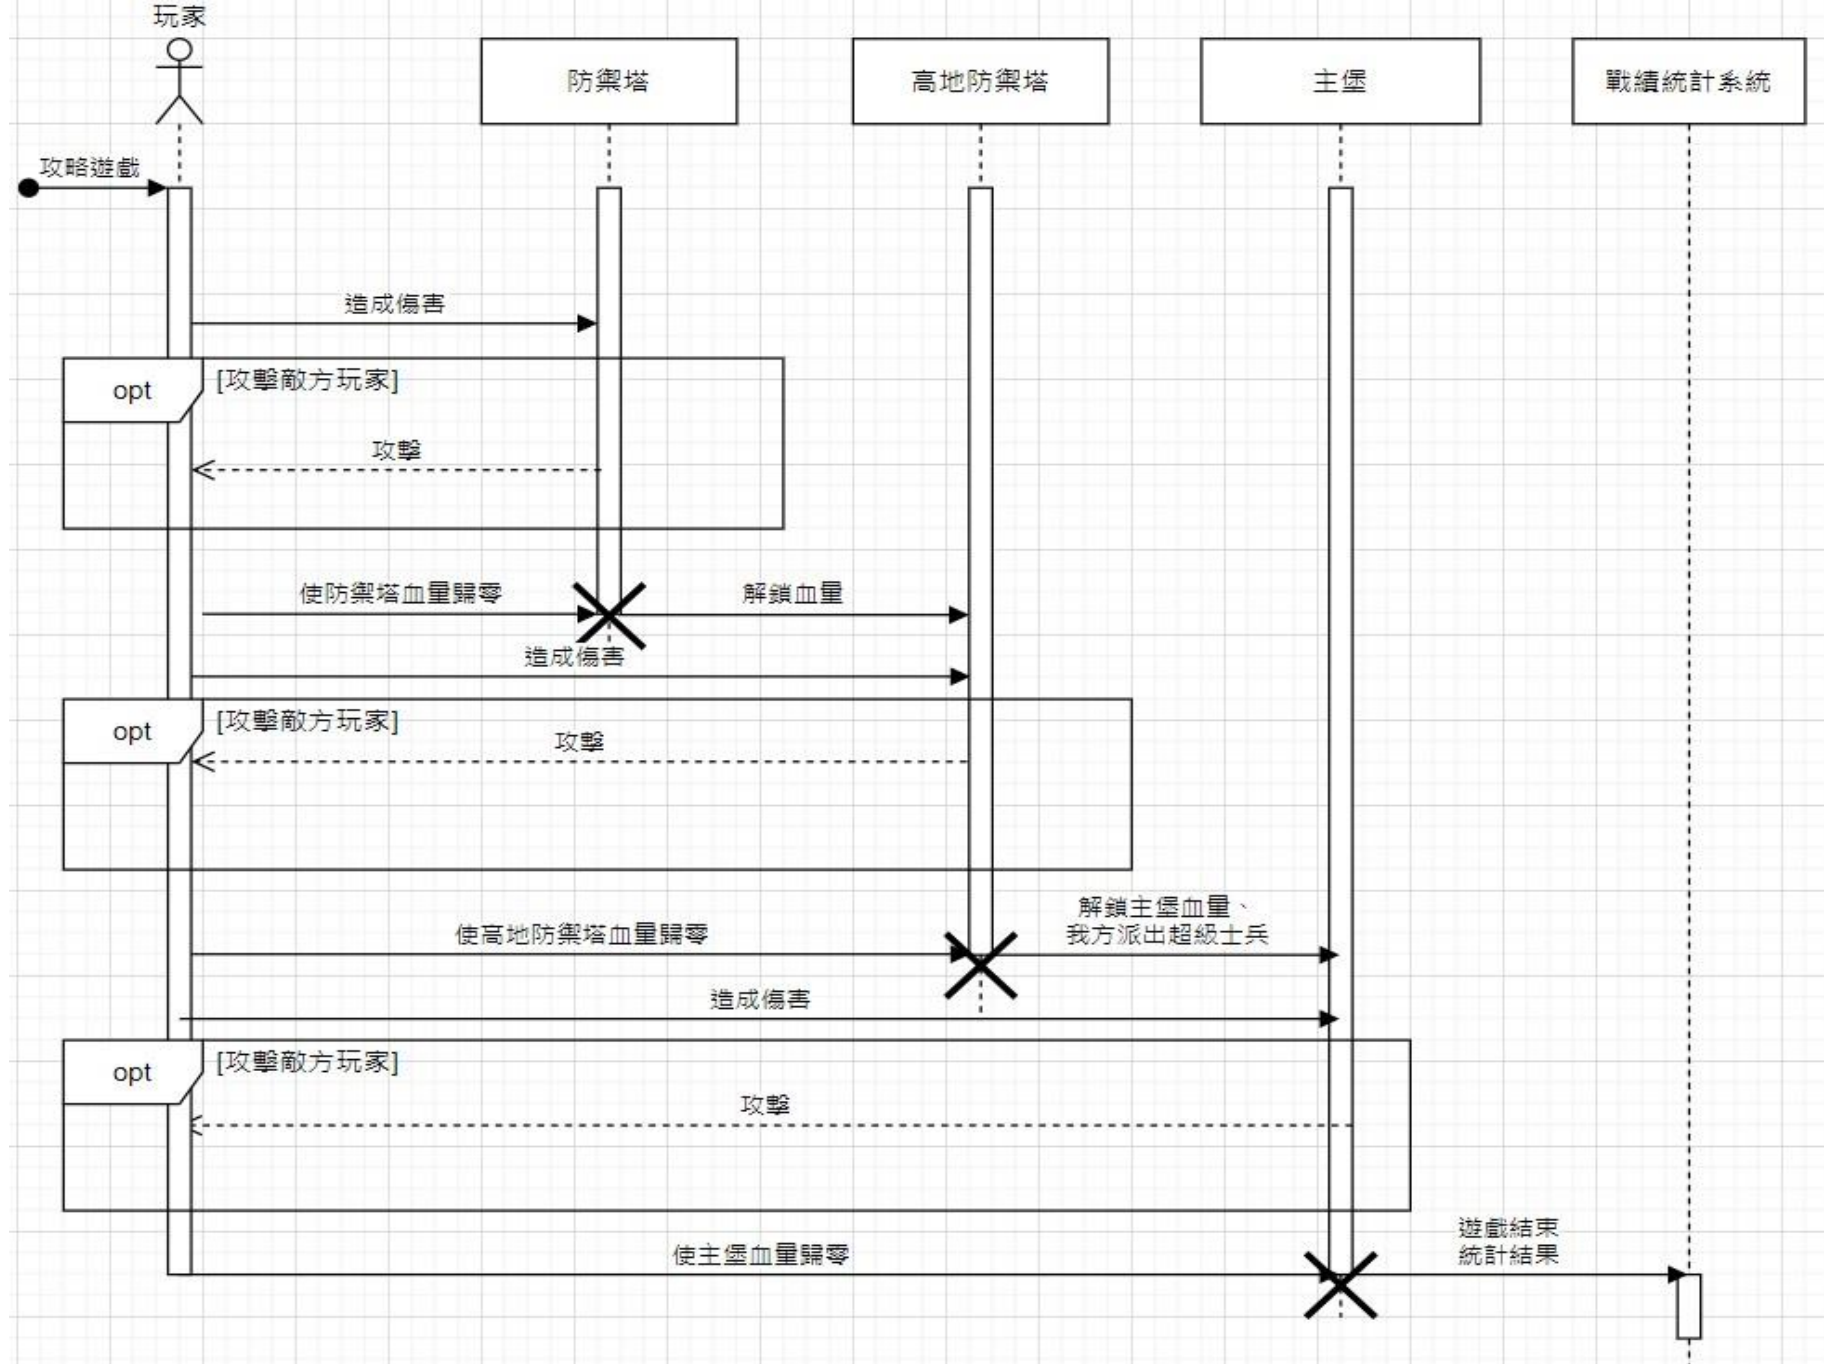 玩家
防禦塔
高地防禦塔
主堡
戰績統計系統
攻略遊戲
造成傷害
opt
[攻擊敵方玩家]
攻擊
使防禦塔血量歸零
解鎖血量
造成傷害
opt
[攻擊敵方玩家]
攻擊
解鎖主堡血量、
我方派出超級士兵
使高地防禦塔血量歸零
造成傷害
opt
[攻擊敵方玩家]
攻擊
遊戲結束
統計結果
使主堡血量歸零